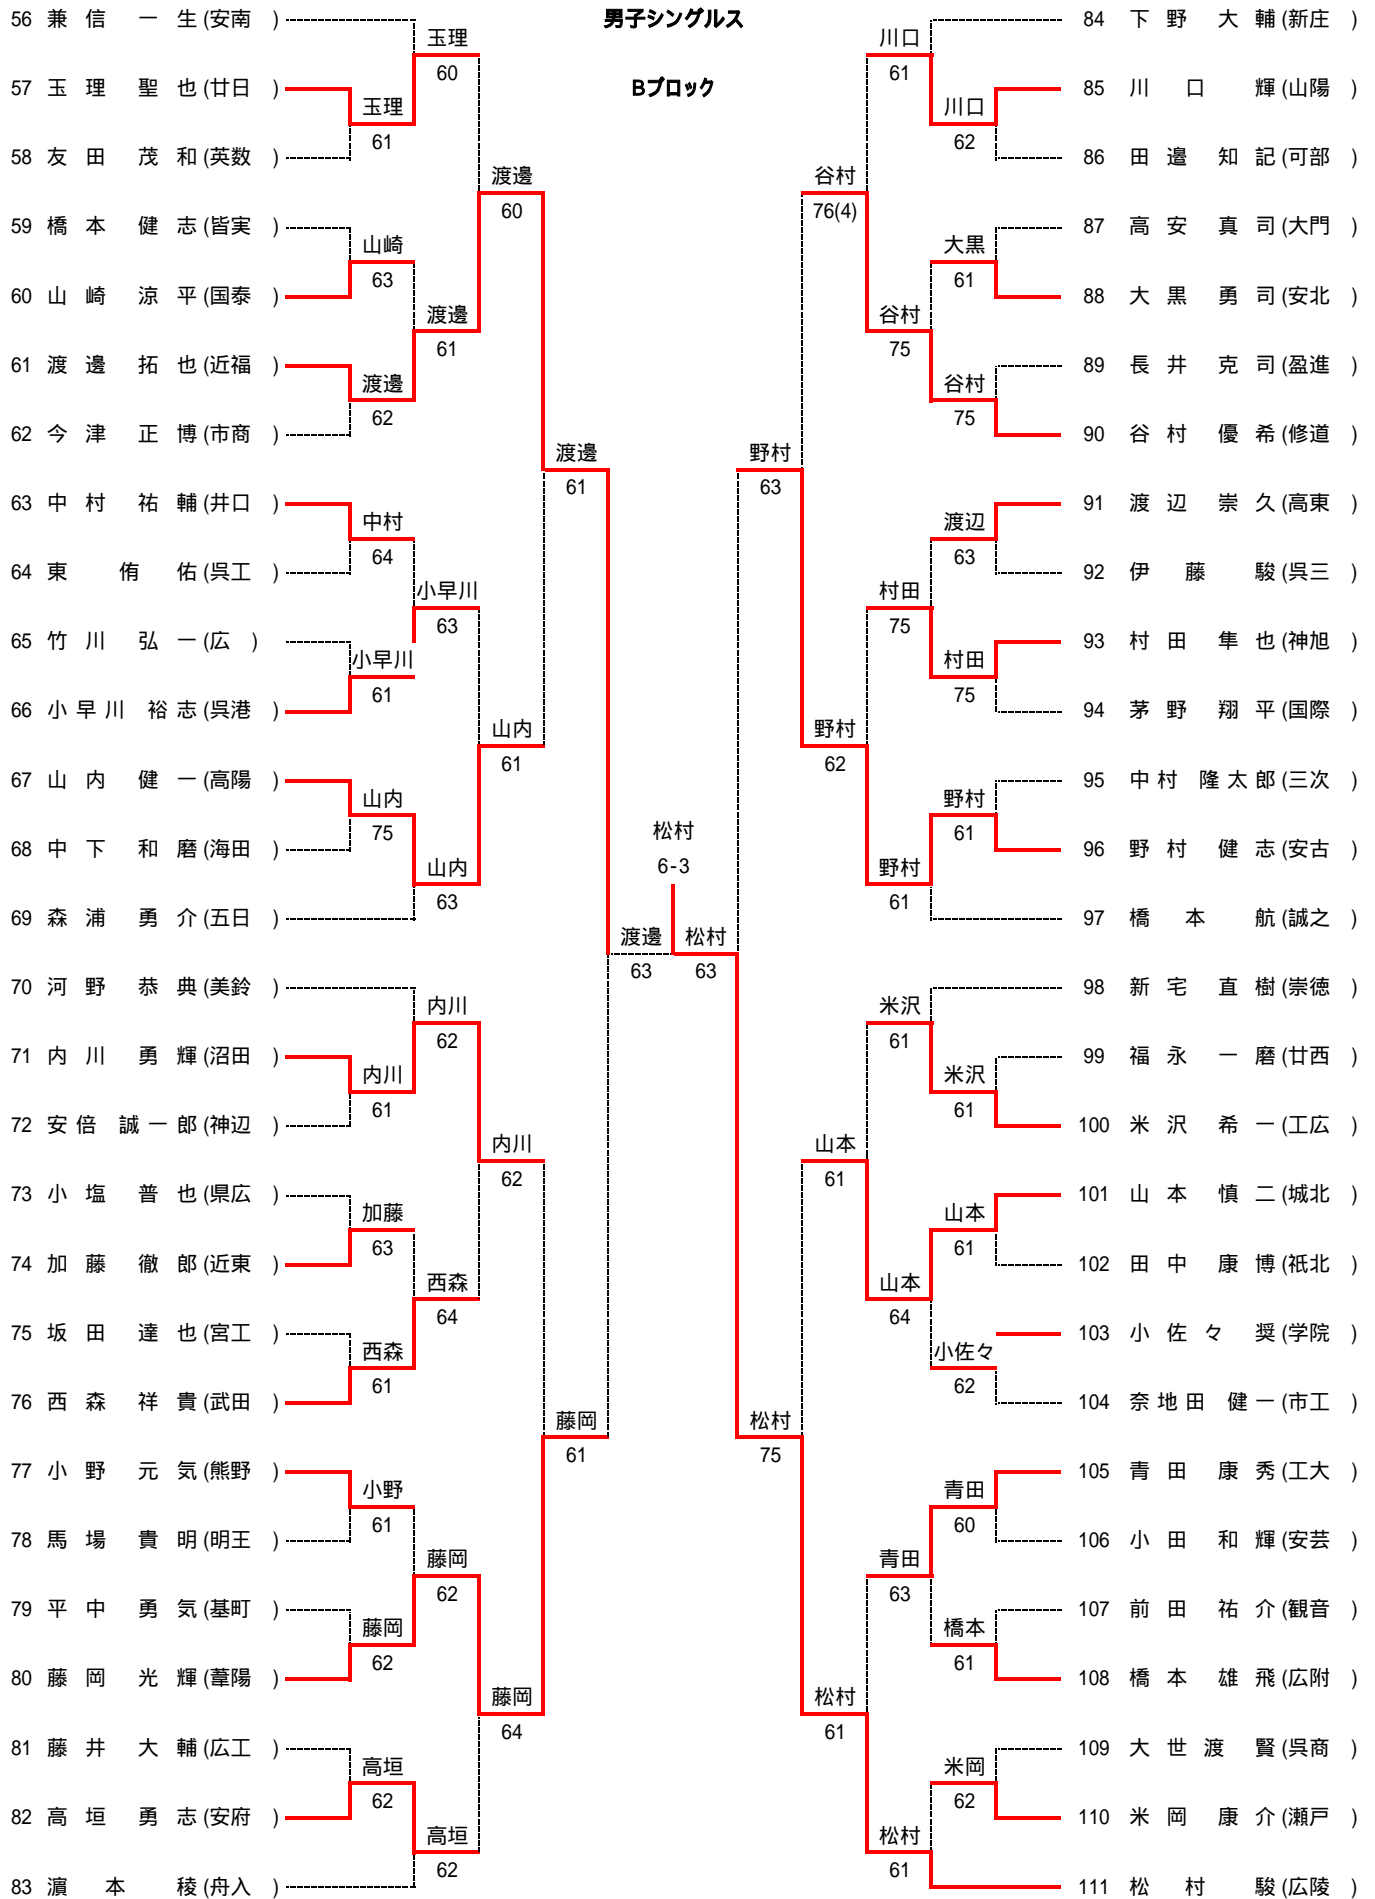 男子シングルス
Bブロック
56 兼信 一生 (安南 )
57 玉理 聖也 (廿日 )
58 友田 茂和 (英数 )
59 橋本 健志 (皆実 )
60 山崎 涼平 (国泰 )
61 渡邊 拓也 (近福 )
62 今津 正博 (市商 )
63 中村 祐輔 (井口 )
64 東 侑佑 (呉工 )
65 竹川 弘一 (広 )
66 小早川 裕志 (呉港 )
67 山内 健一 (高陽 )
68 中下 和磨 (海田 )
69 森浦 勇介 (五日 )
70 河野 恭典 (美鈴 )
71 内川 勇輝 (沼田 )
72 安倍 誠一郎 (神辺 )
73 小塩 普也 (県広 )
74 加藤 徹郎 (近東 )
75 坂田 達也 (宮工 )
76 西森 祥貴 (武田 )
77 小野 元気 (熊野 )
78 馬場 貴明 (明王 )
79 平中 勇気 (基町 )
80 藤岡 光輝 (葦陽 )
81 藤井 大輔 (広工 )
82 高垣 勇志 (安府 )
83 濵本 稜 (舟入 )
玉理
61
山崎
63
渡邊
62
中村
64
小早川
61
山内
75
内川
61
加藤
63
西森
61
小野
61
藤岡
62
高垣
62
玉理
60
渡邊
61
小早川
63
山内
63
内川
62
西森
64
藤岡
62
高垣
62
渡邊
60
山内
61
内川
62
藤岡
64
渡邊
61
藤岡
61
渡邊
63
松村
6-3
松村
63
野村
63
松村
75
谷村
76(4)
野村
62
山本
61
松村
61
川口
61
谷村
75
村田
75
野村
61
米沢
61
山本
64
青田
63
松村
61
川口
62
大黒
61
谷村
75
渡辺
63
村田
75
野村
61
米沢
61
山本
61
小佐々
62
青田
60
橋本
61
米岡
62
84 下野 大輔 (新庄 )
85 川口 輝 (山陽 )
86 田邉 知記 (可部 )
87 高安 真司 (大門 )
88 大黒 勇司 (安北 )
89 長井 克司 (盈進 )
90 谷村 優希 (修道 )
91 渡辺 崇久 (高東 )
92 伊藤 駿 (呉三 )
93 村田 隼也 (神旭 )
94 茅野 翔平 (国際 )
95 中村 隆太郎 (三次 )
96 野村 健志 (安古 )
97 橋本 航 (誠之 )
98 新宅 直樹 (崇徳 )
99 福永 一磨 (廿西 )
100 米沢 希一 (工広 )
101 山本 慎二 (城北 )
102 田中 康博 (祇北 )
103 小佐々 奨 (学院 )
104 奈地田 健一 (市工 )
105 青田 康秀 (工大 )
106 小田 和輝 (安芸 )
107 前田 祐介 (観音 )
108 橋本 雄飛 (広附 )
109 大世渡 賢 (呉商 )
110 米岡 康介 (瀬戸 )
111 松村 駿 (広陵 )